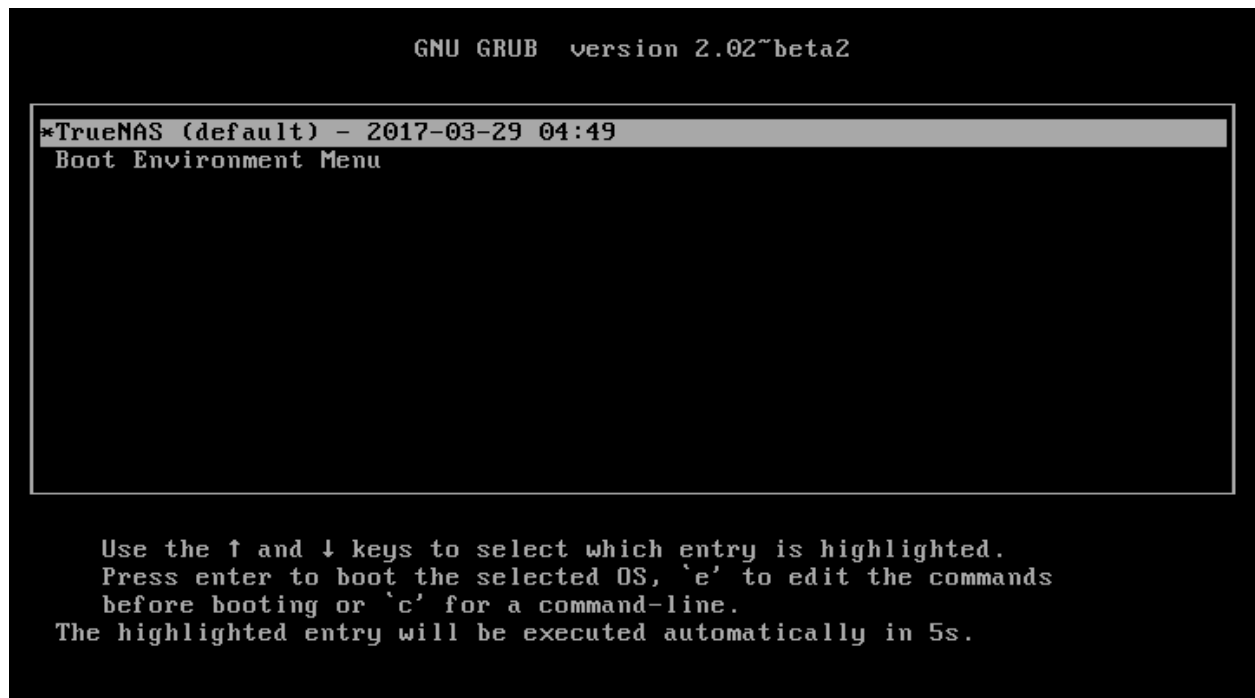 GNU GRUB  version 2.02~beta2
*TrueNAS (default) - 2017-03-29 04:49
Boot Environment Menu
Use the ↑ and ↓ keys to select which entry is highlighted.
Press enter to boot the selected OS, `e' to edit the commands
before booting or `c' for a command-line.
The highlighted entry will be executed automatically in 5s.